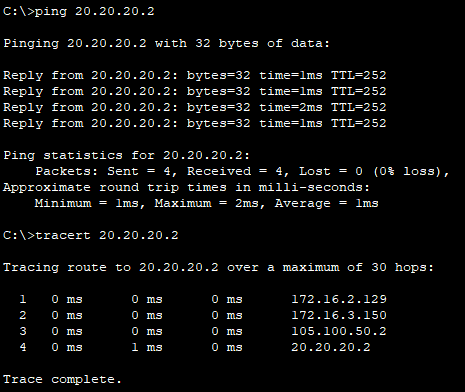 C:\>ping 20.20.20.2
Pinging 20.20.20.2 with 32 bytes of data:
Reply from 20.20.20.2: bytes=32 time=1ms TTL=252
Reply from 20.20.20.2: bytes=32 time=1ms TTL=252
Reply from 20.20.20.2: bytes=32 time=2ms TTL=252
Reply from 20.20.20.2: bytes=32 time=1ms TTL=252
Ping statistics for 20.20.20.2:
    Packets: Sent = 4, Received = 4, Lost = 0 (0% loss),
Approximate round trip times in milli-seconds:
    Minimum = 1ms, Maximum = 2ms, Average = 1ms
C:\>tracert 20.20.20.2
Tracing route to 20.20.20.2 over a maximum of 30 hops:
  1   0 ms      0 ms      0 ms      172.16.2.129
  2   0 ms      0 ms      0 ms      172.16.3.150
  3   0 ms      0 ms      0 ms      105.100.50.2
  4   0 ms      1 ms      0 ms      20.20.20.2
Trace complete.